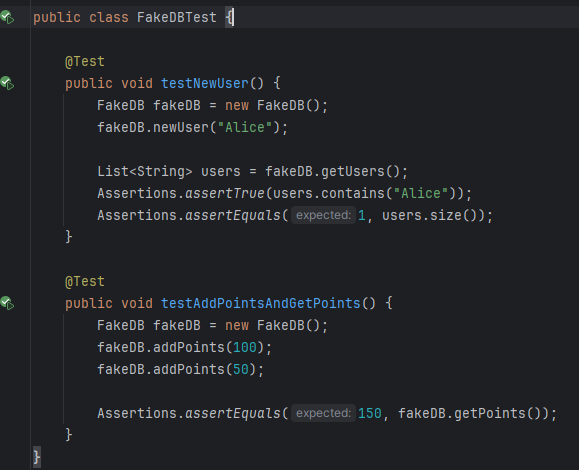 public class FakeDBTest {
@Test
public void testNewUser() {
FakeDB fakeDB = new FakeDB();
fakeDB.newUser("Alice");
List<String> users = fakeDB.getUsers();
Assertions.assertTrue(users.contains("Alice"));
Assertions.assertEquals( expected: 1, users.size());
}
@Test
public void testAddPointsAndGetPoints() {
FakeDB fakeDB = new FakeDB();
fakeDB.addPoints(100);
fakeDB.addPoints(50);
Assertions.assertEquals( expected: 150, fakeDB.getPoints());
}
}